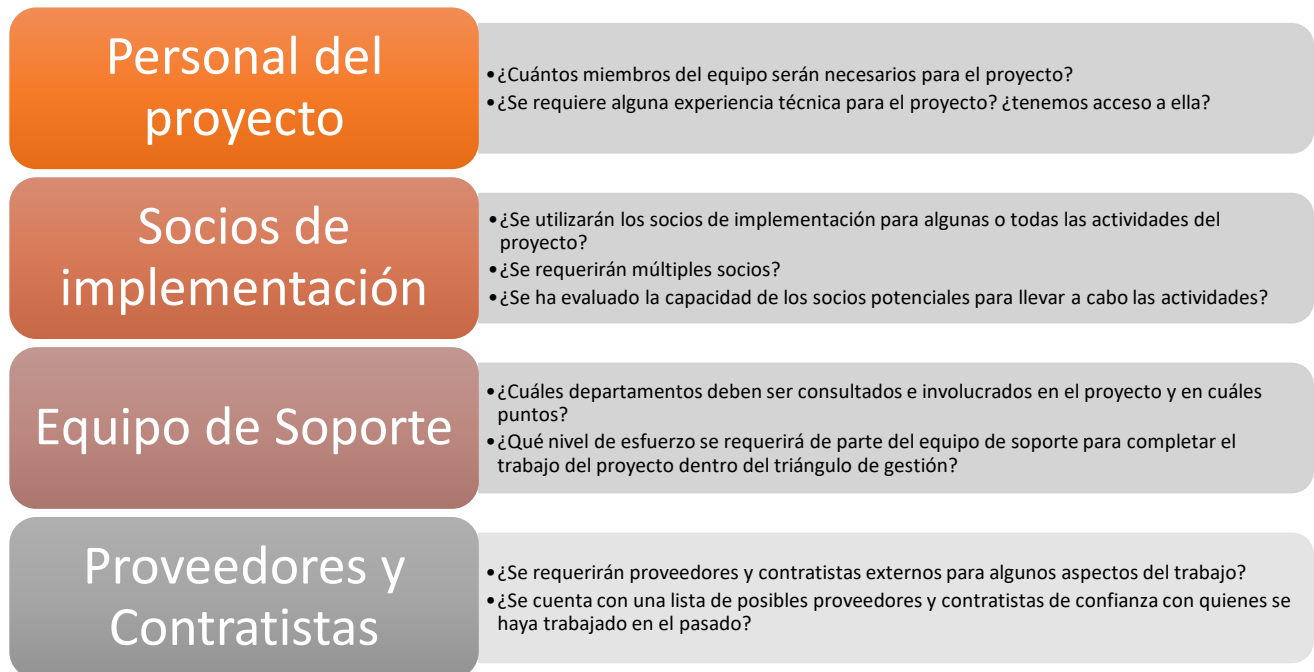 Personal del
proyecto
•¿Cuántos miembros del equipo serán necesarios para el proyecto?
•¿Se requiere alguna experiencia técnica para el proyecto? ¿tenemos acceso a ella?
Socios de
implementación
•¿Se utilizarán los socios de implementación para algunas o todas las actividades del
proyecto?
•¿Se requerirán múltiples socios?
•¿Se ha evaluado la capacidad de los socios potenciales para llevar a cabo las actividades?
Equipo de Soporte
•¿Cuáles departamentos deben ser consultados e involucrados en el proyecto y en cuáles
puntos?
•¿Qué nivel de esfuerzo se requerirá de parte del equipo de soporte para completar el
trabajo del proyecto dentro del triángulo de gestión?
Proveedores y
Contratistas
•¿Se requerirán proveedores y contratistas externos para algunos aspectos del trabajo?
•¿Se cuenta con una lista de posibles proveedores y contratistas de confianza con quienes se
haya trabajado en el pasado?